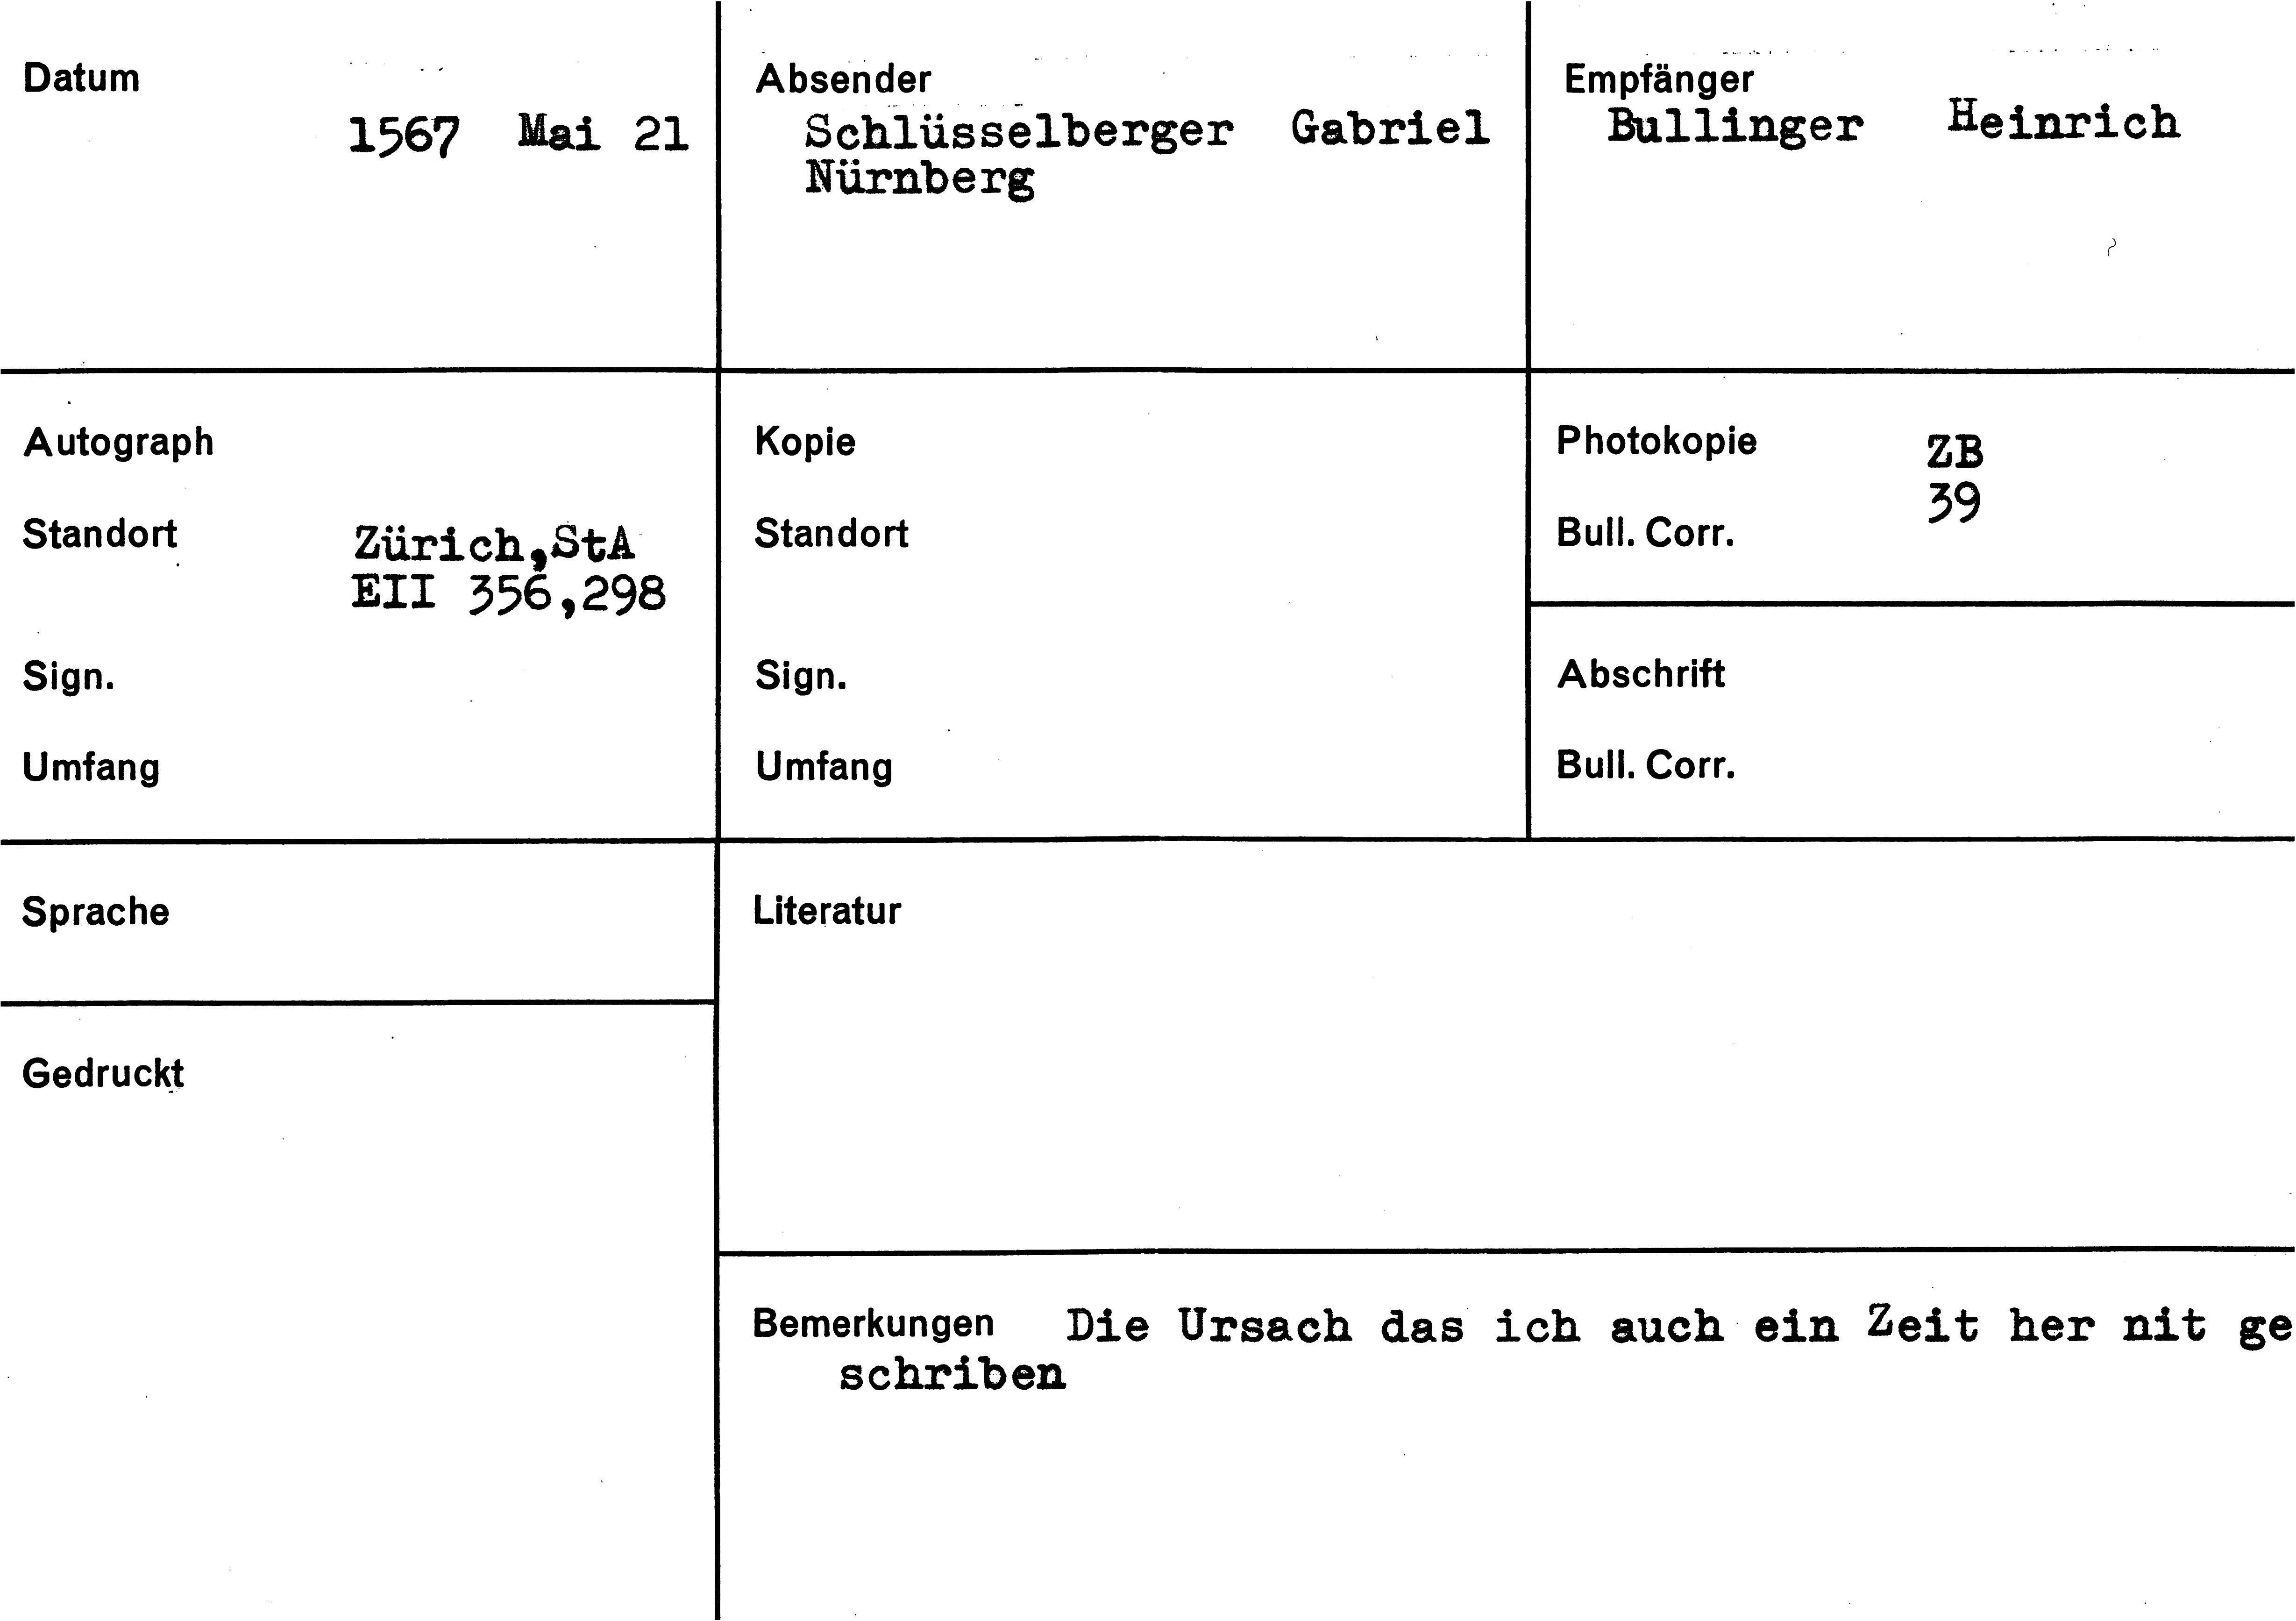 Datum
1567 Mai 21
Absender
Schlüsselberger Gabriel
Nürnberg
Empfänger
Bullinger Heinrich
Autograph
Standort
Zürich,StA
EII 356,298
Sign.
Umfang
Kopie
Standort
Sign.
Umfang
Photokopie
ZB
39
Bull. Corr.
Abschrift
Bull. Corr.
Sprache
Gedruckt
Literatur
Bemerkungen Die Ursach das ich auch ein Zeit her nit ge
schriben